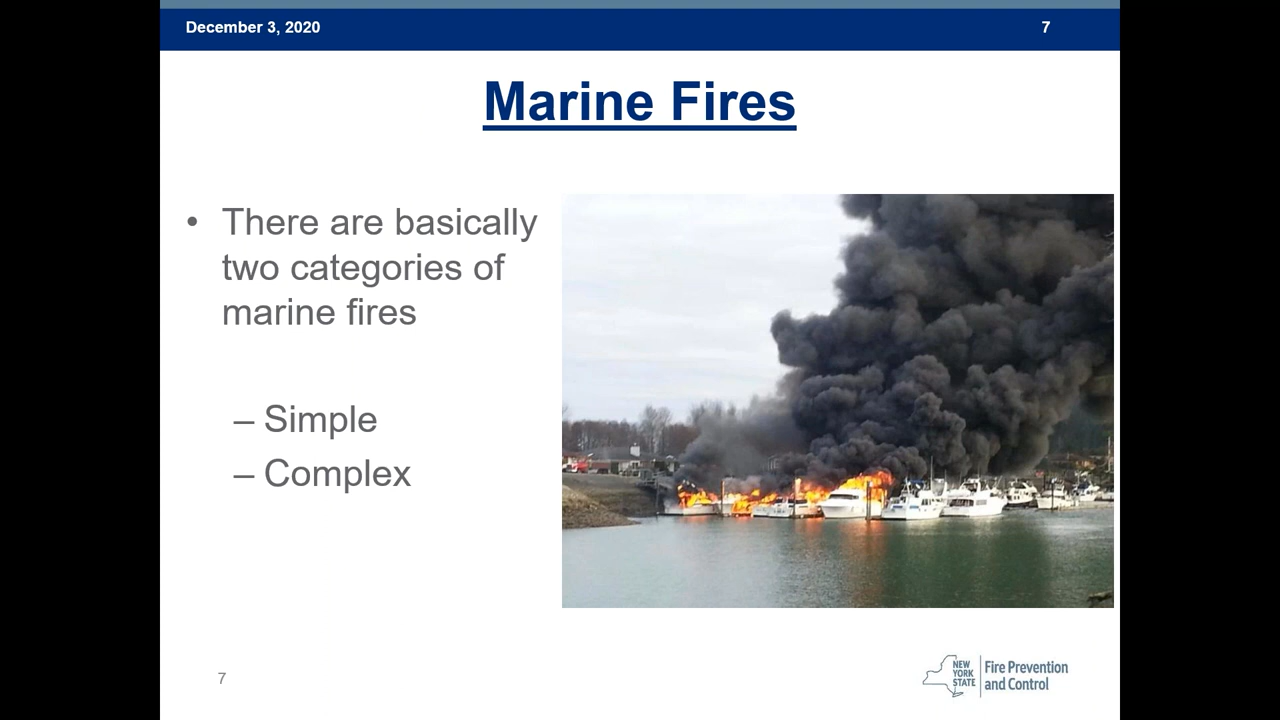 December 3, 2020
7
Marine Fires
• There are basically
two categories of
marine fires
– Simple
– Complex
7
NEW
YORK
STATE
Fire Prevention
and Control